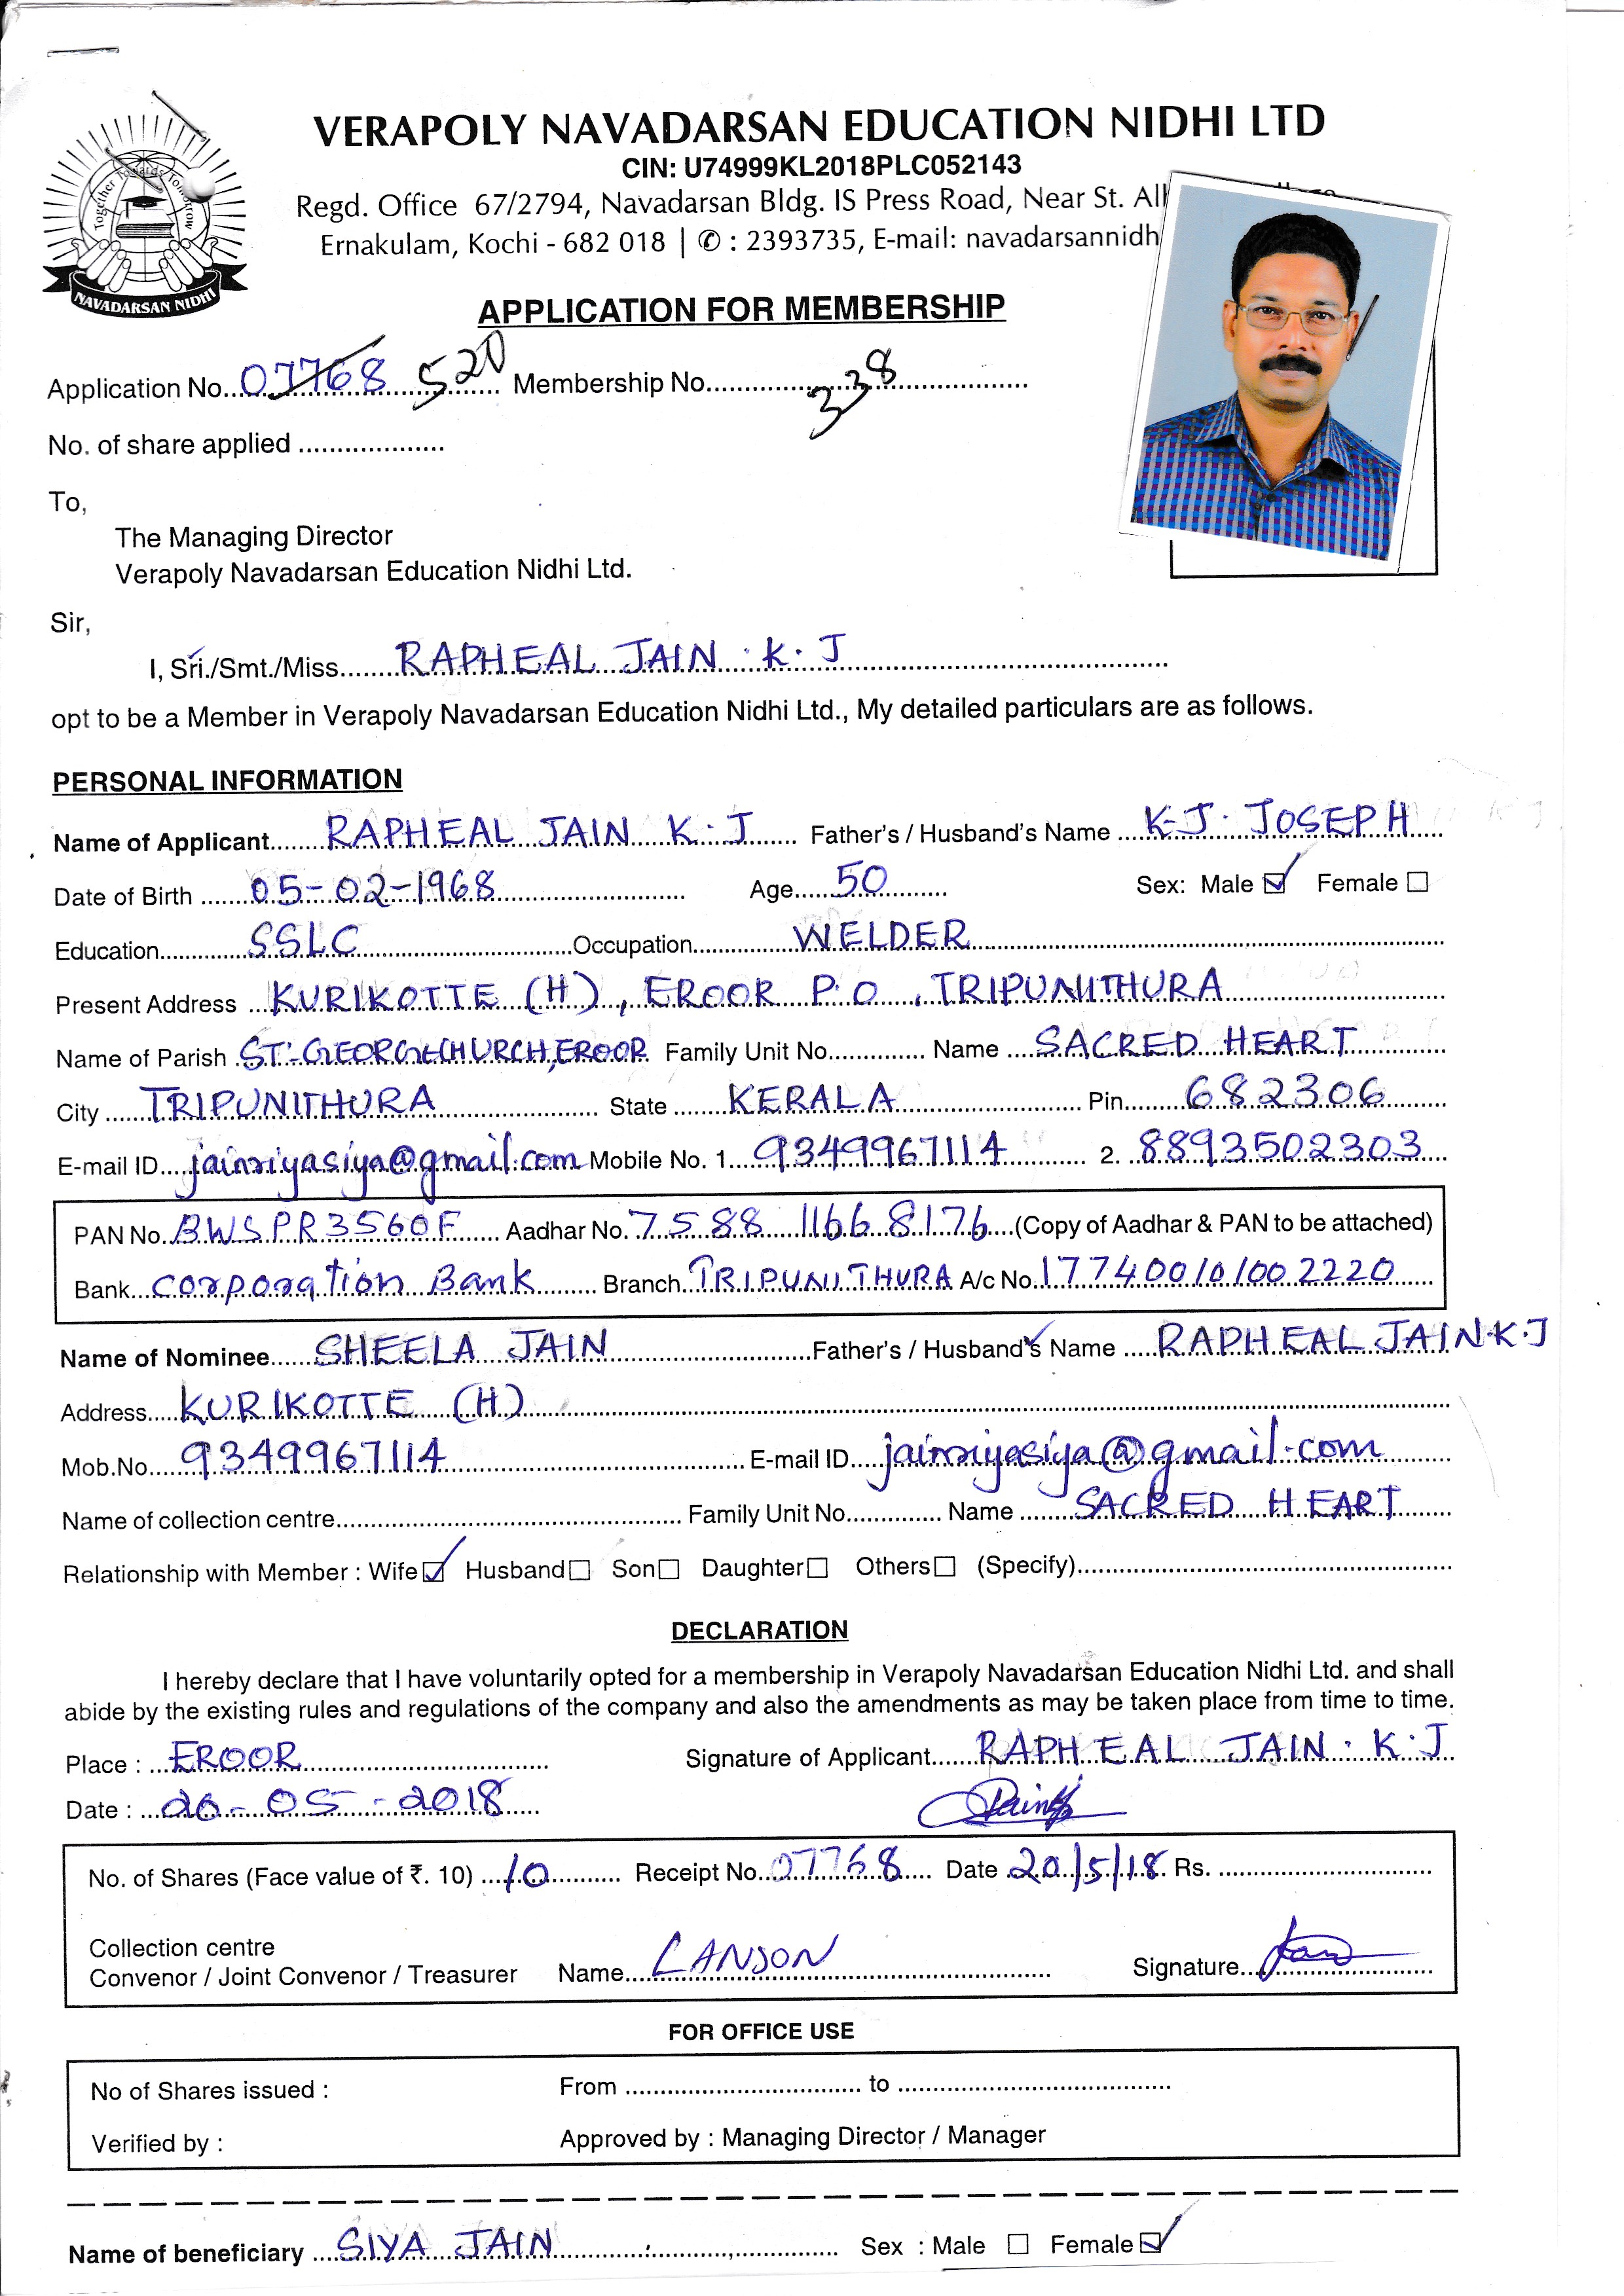 VERAPOLY NAVADARSAN EDUCATION NIDHI LTD
CIN: U74999KL2018PLC052143
Regd. Office 67/2794, Navadarsan Bldg. IS Press Road, Near St.
Ernakulam, Kochi - 682 018 | ✆ : 2393735, E-mail: navadarsannidh
Together Towards Tomorrow
NAVADARSAN NIDHI
APPLICATION FOR MEMBERSHIP
Application No. 07768 520 Membership No. 338
No. of share applied
To,
The Managing Director
Verapoly Navadarsan Education Nidhi Ltd.
Sir,
I, Sri./Smt./Miss RAPHEAL JAIN . K . J
opt to be a Member in Verapoly Navadarsan Education Nidhi Ltd., My detailed particulars are as follows.
PERSONAL INFORMATION
Name of Applicant RAPHEAL JAIN K . J Father's / Husband's Name K.J. JOSEPH
Date of Birth 05-02-1968 Age 50 Sex: Male ☑ Female ☐
Education SSLC Occupation WELDER
Present Address KURIKOTTE (H), EROOR P.O, TRIPUNITHURA
Name of Parish ST. GEORGE CHURCH, EROOR Family Unit No. Name SACRED HEART
City TRIPUNITHURA State KERALA Pin 682306
E-mail ID jainriyasiya@gmail.com Mobile No. 1. 9349967114 2. 8893502303
PAN No. BWSPR3560F Aadhar No. 7588 1166 8176 (Copy of Aadhar & PAN to be attached)
Bank Corporation Bank Branch TRIPUNITHURA A/c No. 177400101002220
Name of Nominee SHEELA JAIN Father's / Husband's Name RAPHEAL JAIN.K.J
Address KURIKOTTE (H)
Mob.No. 9349967114 E-mail ID jainriyasiya@gmail.com
Name of collection centre Family Unit No. Name SACRED HEART
Relationship with Member : Wife ☑ Husband ☐ Son ☐ Daughter ☐ Others ☐ (Specify)
DECLARATION
I hereby declare that I have voluntarily opted for a membership in Verapoly Navadarsan Education Nidhi Ltd. and shall
abide by the existing rules and regulations of the company and also the amendments as may be taken place from time to time.
Place : EROOR Signature of Applicant RAPHEAL JAIN . K . J
Date : 20-05-2018
No. of Shares (Face value of ₹. 10) 10 Receipt No. 07768 Date 20/5/18 Rs.
Collection centre
Convenor / Joint Convenor / Treasurer Name LANSON Signature
FOR OFFICE USE
No of Shares issued : From to
Verified by : Approved by : Managing Director / Manager
Name of beneficiary SIYA JAIN Sex : Male ☐ Female ☑